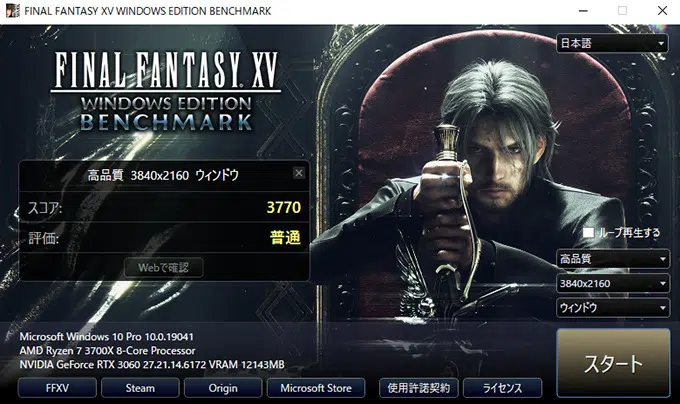 FINAL FANTASY XV WINDOWS EDITION BENCHMARK
日本語
FINAL FANTASY XV
WINDOWS EDITION
BENCHMARK
高品質 3840x2160 ウィンドウ
スコア: 3770
評価: 普通
Webで確認
ループ再生する
高品質
3840x2160
ウィンドウ
Microsoft Windows 10 Pro 10.0.19041
AMD Ryzen 7 3700X 8-Core Processor
NVIDIA GeForce RTX 3060 27.21.14.6172 VRAM 12143MB
スタート
FFXV Steam Origin Microsoft Store 使用許諾契約 ライセンス